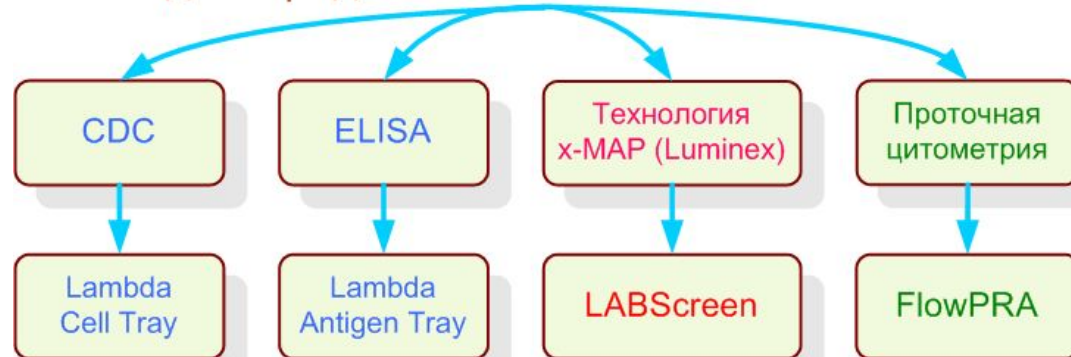 CDC
ELISA
Технология
x-MAP (Luminex)
Проточная
цитометрия
Lambda
Cell Tray
Lambda
Antigen Tray
LABScreen
FlowPRA